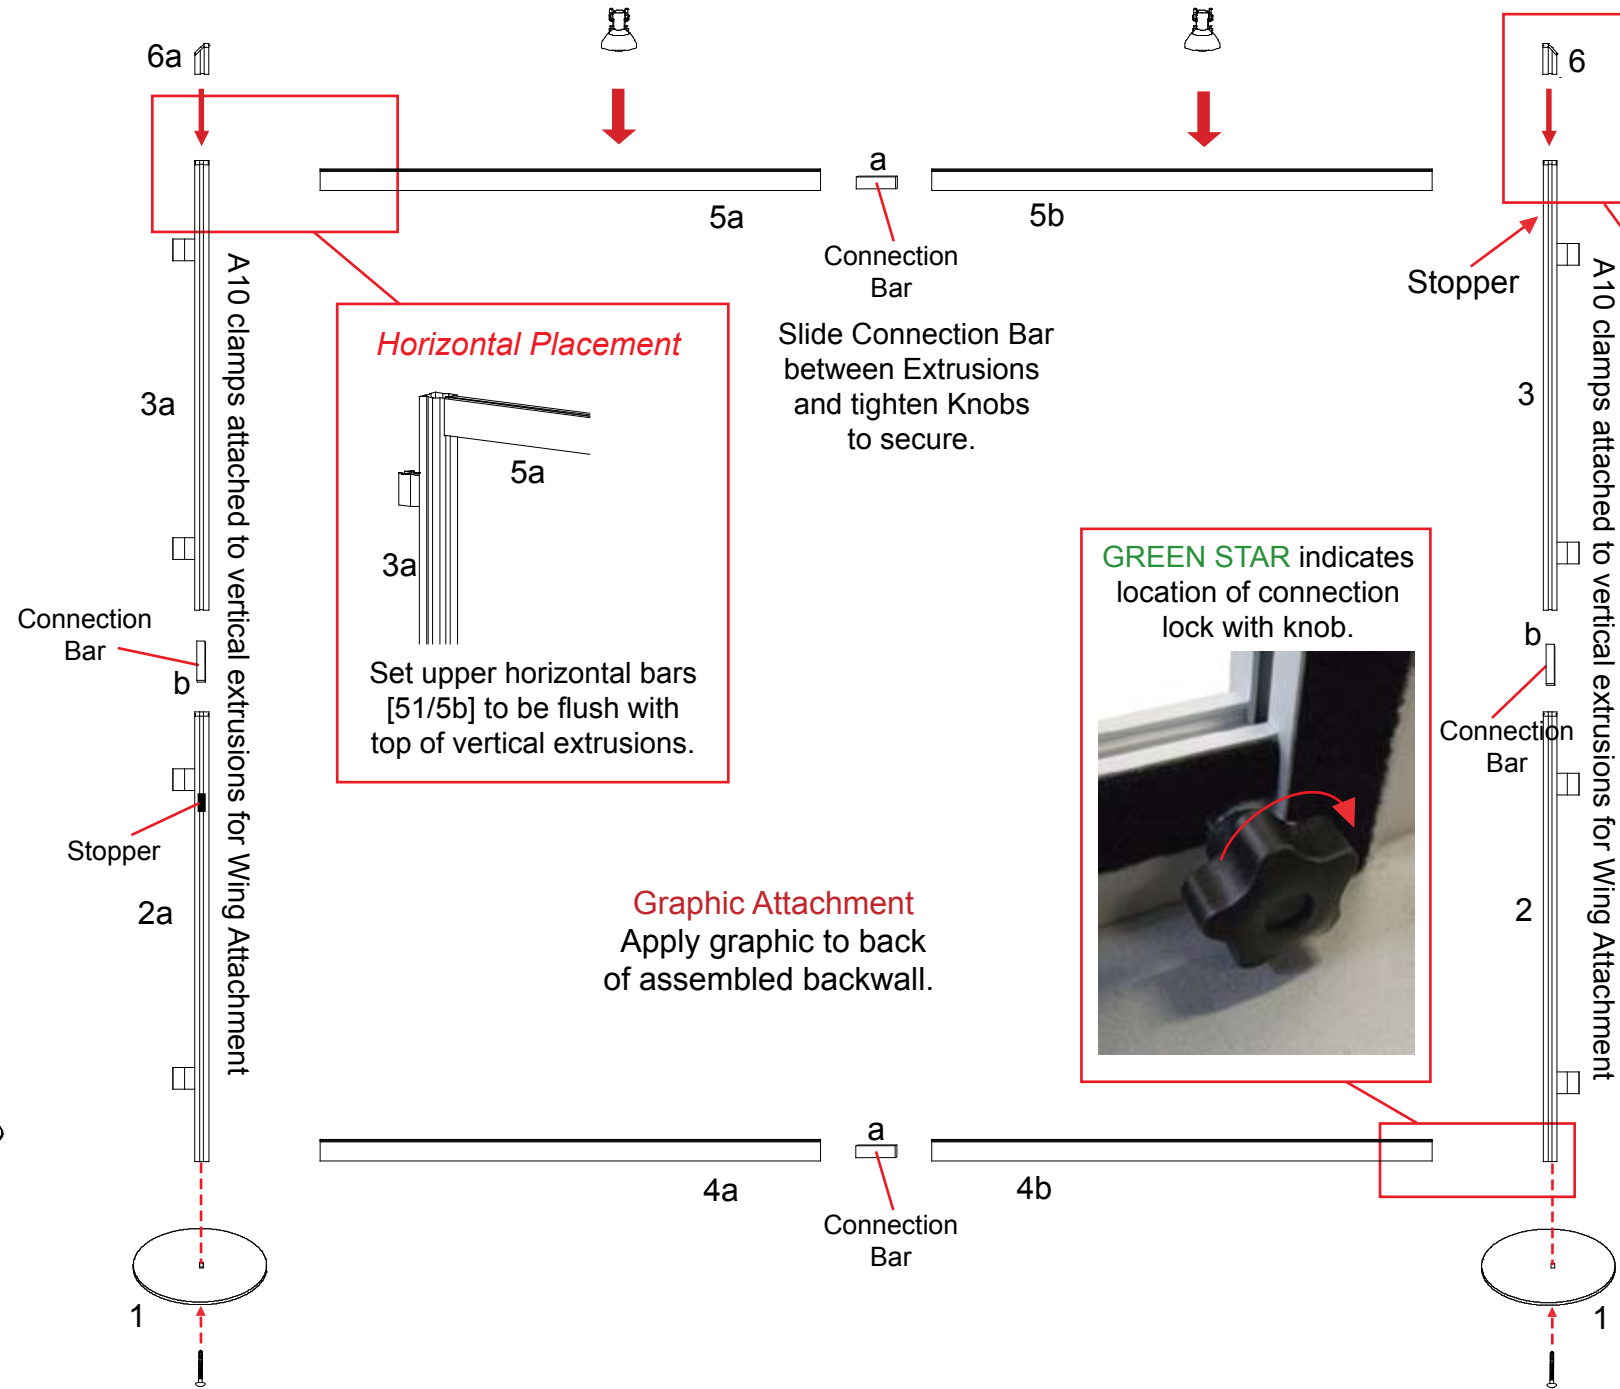 6a
6
a
5a
5b
Connection
Bar
Stopper
A10 clamps attached to vertical extrusions for Wing Attachment
Horizontal Placement
5a
3a
Set upper horizontal bars
[51/5b] to be flush with
top of vertical extrusions.
Slide Connection Bar
between Extrusions
and tighten Knobs
to secure.
3a
3
A10 clamps attached to vertical extrusions for Wing Attachment
GREEN STAR indicates
location of connection
lock with knob.
Connection
Bar
b
b
Connection
Bar
Stopper
2a
2
Graphic Attachment
Apply graphic to back
of assembled backwall.
a
4a
4b
Connection
Bar
1
1